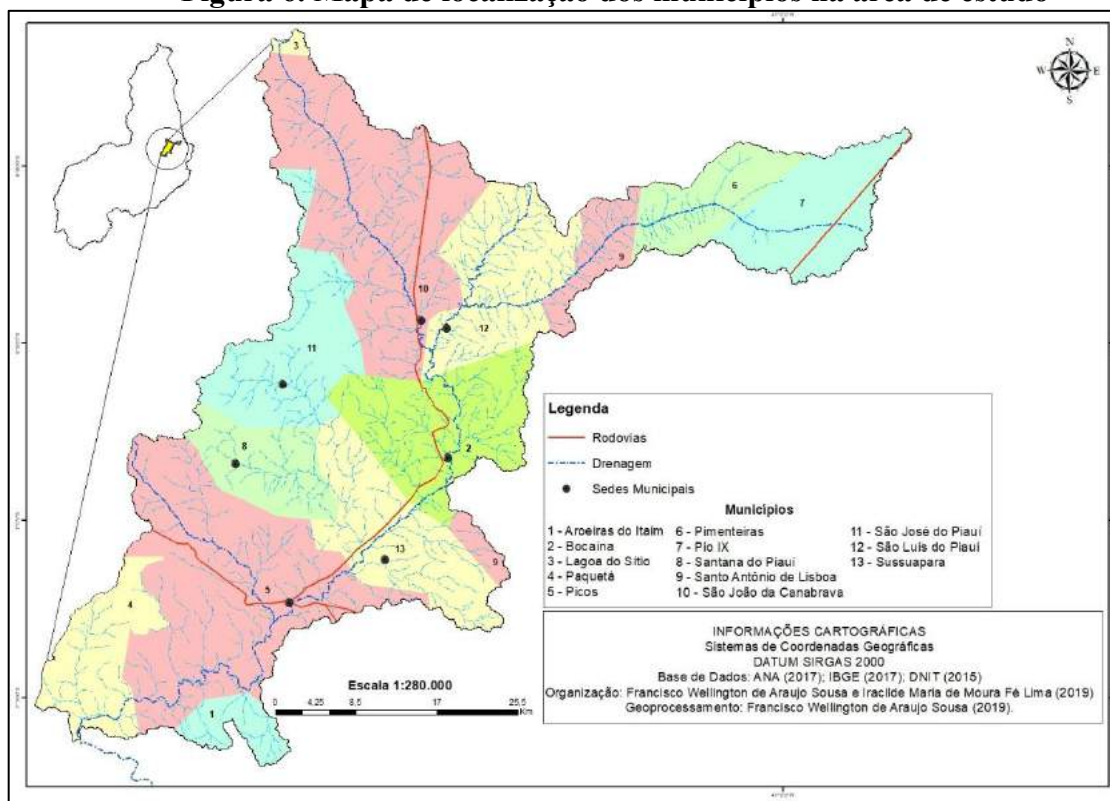 Figura 6. Mapa de localização dos municípios na área de estudo
N
W E
S
3
6
7
9
10
12
11
8
2
13
9
5
4
1
Legenda
Rodovias
Drenagem
Sedes Municipais
Municípios
1 - Aroeiras do Itaim
2 - Bocaina
3 - Lagoa do Sítio
4 - Paquetá
5 - Picos
6 - Pimenteiras
7 - Pio IX
8 - Santana do Piauí
9 - Santo Antônio de Lisboa
10 - São João da Canabrava
11 - São José do Piauí
12 - São Luis do Piauí
13 - Sussuapara
Escala 1:280.000
0 4,25 8,5 17 25,5
Km
INFORMAÇÕES CARTOGRÁFICAS
Sistemas de Coordenadas Geográficas
DATUM SIRGAS 2000
Base de Dados: ANA (2017); IBGE (2017); DNIT (2015)
Organização: Francisco Wellington de Araujo Sousa e Iracilde Maria de Moura Fé Lima (2019)
Geoprocessamento: Francisco Wellington de Araujo Sousa (2019).